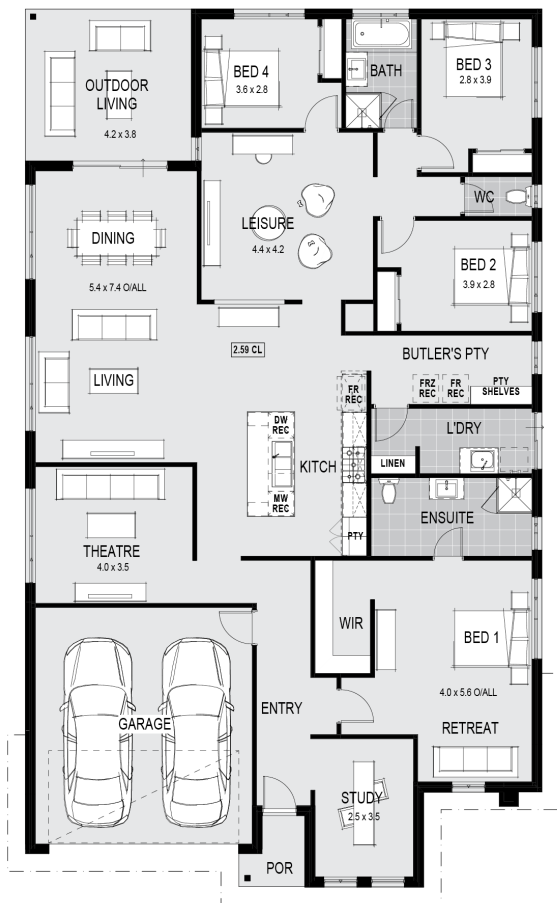 BED 4
3.6 x 2.8
BATH
BED 3
2.8 x 3.9
OUTDOOR
LIVING
4.2 x 3.8
WC
LEISURE
4.4 x 4.2
DINING
5.4 x 7.4 O/ALL
BED 2
3.9 x 2.8
2.59 CL
BUTLER'S PTY
LIVING
FR
REC
FRZ
REC
FR
REC
PTY
SHELVES
DW
REC
L'DRY
KITCH
LINEN
MW
REC
ENSUITE
PTY
THEATRE
4.0 x 3.5
WIR
BED 1
4.0 x 5.6 O/ALL
RETREAT
GARAGE
ENTRY
STUDY
2.5 x 3.5
POR